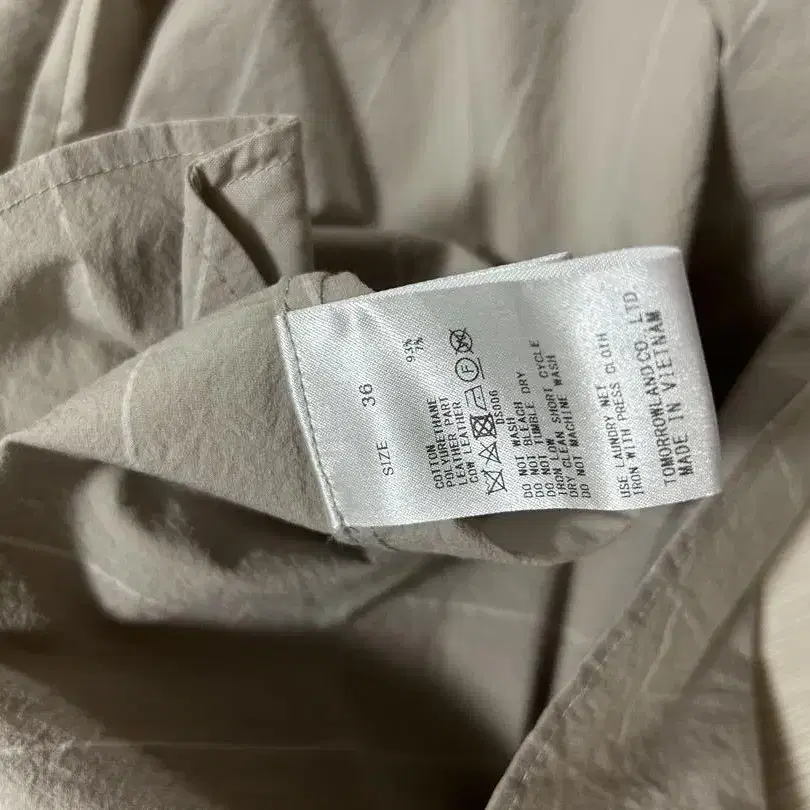 SIZE 36
COTTON 93%
POLYURETHANE 7%
LEATHER PART
COW LEATHER
DS006
DO NOT WASH
DO NOT BLEACH
DO NOT TUMBLE DRY
IRON LOW
DRY CLEAN SHORT CYCLE
DO NOT MACHINE WASH
USE LAUNDRY NET
IRON WITH PRESS CLOTH
TOMORROWLAND CO., LTD.
MADE IN VIETNAM